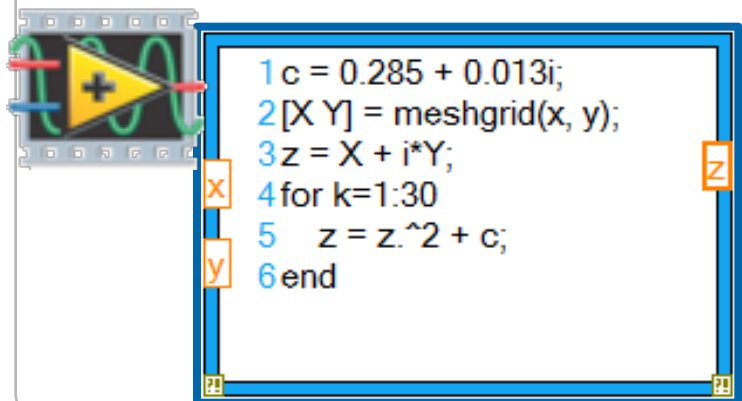 1 c = 0.285 + 0.013i;
2 [X Y] = meshgrid(x, y);
3 z = X + i*Y;
x
z
4 for k=1:30
5 z = z.^2 + c;
y
6 end
?!
?!